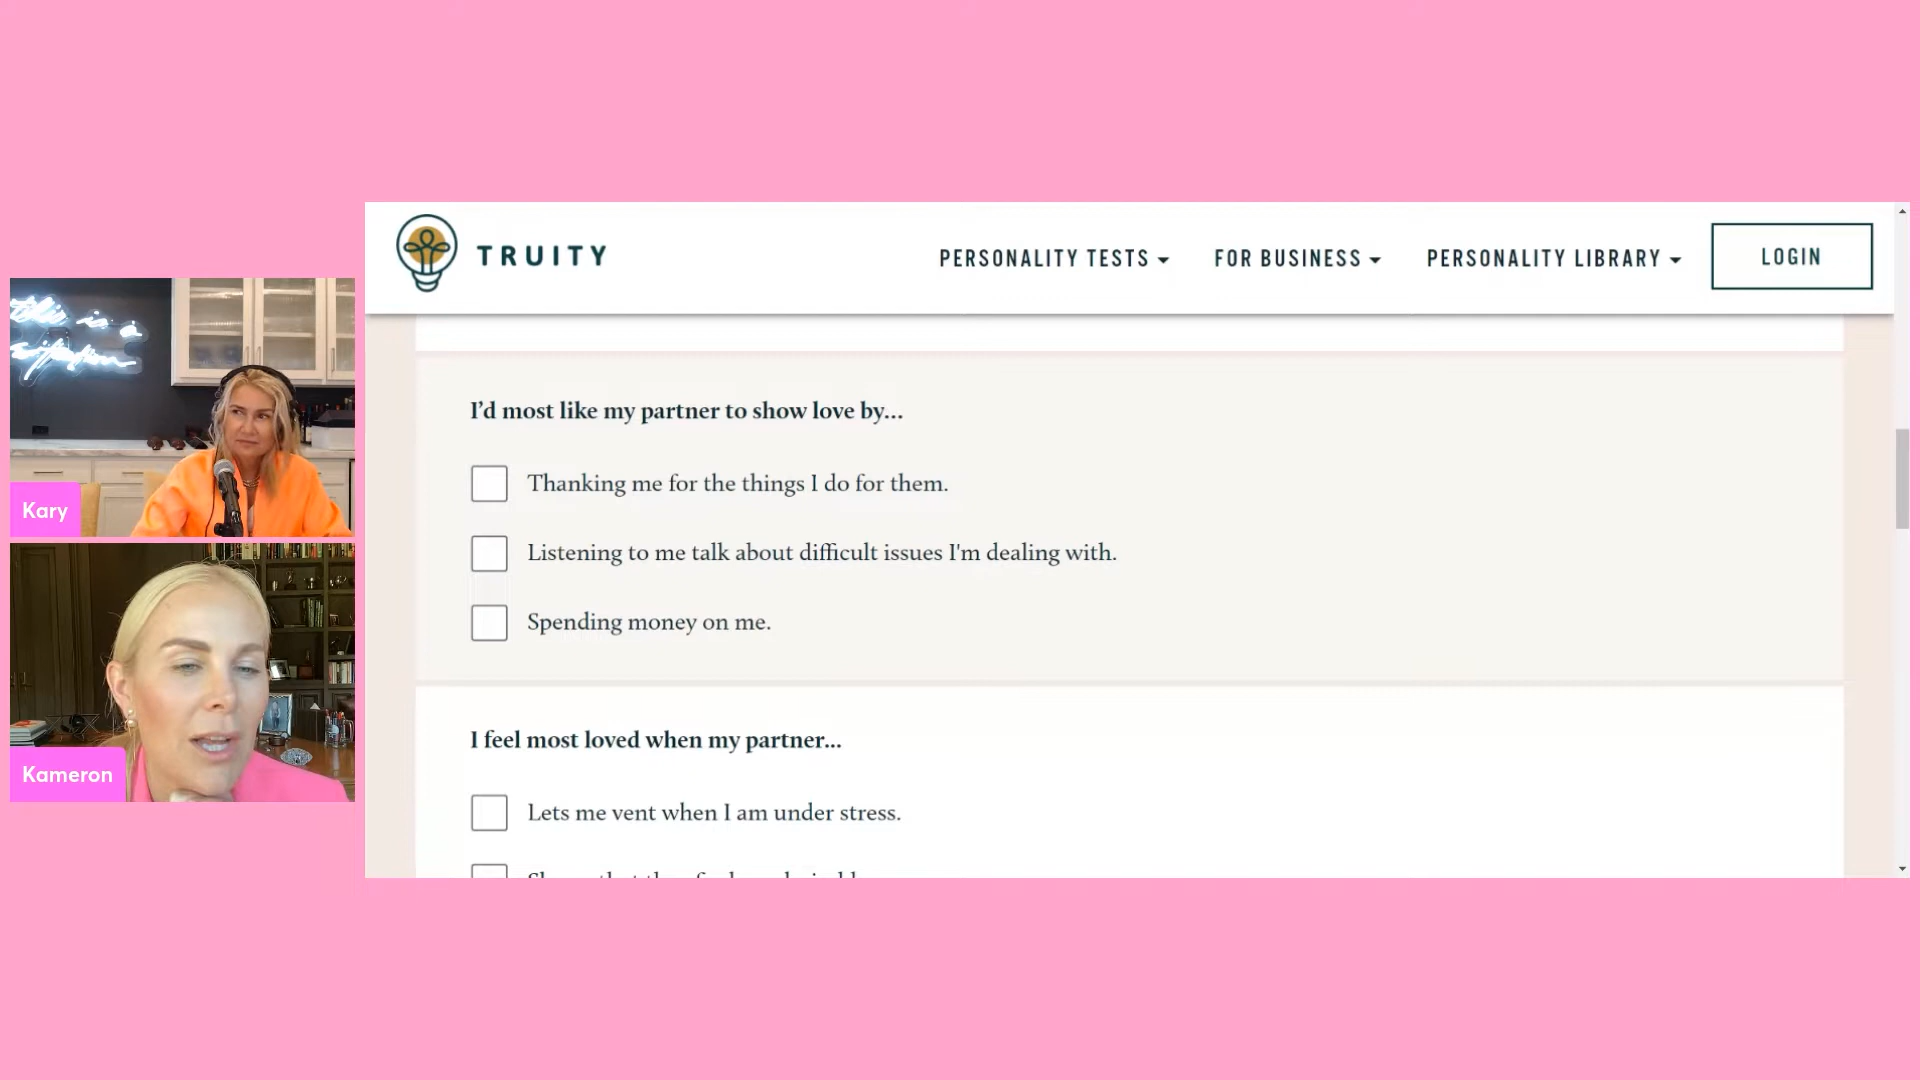 TRUITY
PERSONALITY TESTS
FOR BUSINESS
PERSONALITY LIBRARY
LOGIN
this is a
Kary
Kameron
I'd most like my partner to show love by...
Thanking me for the things I do for them.
Listening to me talk about difficult issues I'm dealing with.
Spending money on me.
I feel most loved when my partner...
Lets me vent when I am under stress.